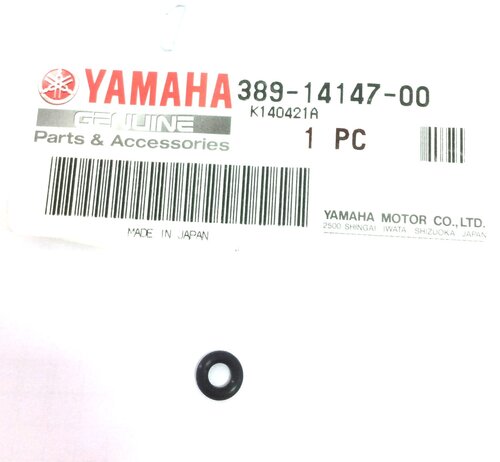 YAMAHA 389-14147-00
GENUINE K140421A
Parts & Accessories 1 PC
YAMAHA MOTOR CO., LTD.
2500 SHINGAI, IWATA, SHIZUOKA, JAPAN
MADE IN JAPAN